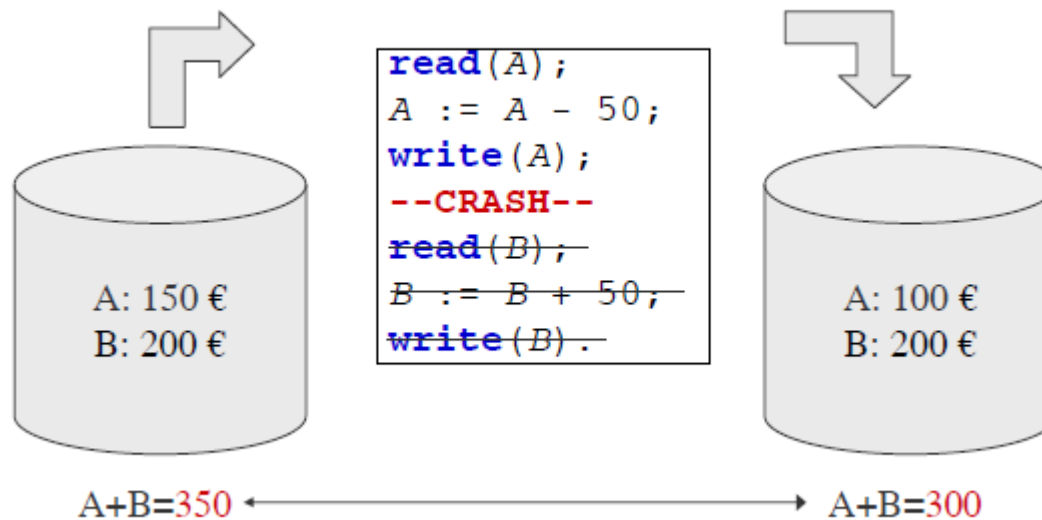 read(A);
A := A - 50;
write(A);
--CRASH--
read(B);
B := B + 50;
write(B).
A: 150 €
B: 200 €
A: 100 €
B: 200 €
A+B=350
A+B=300